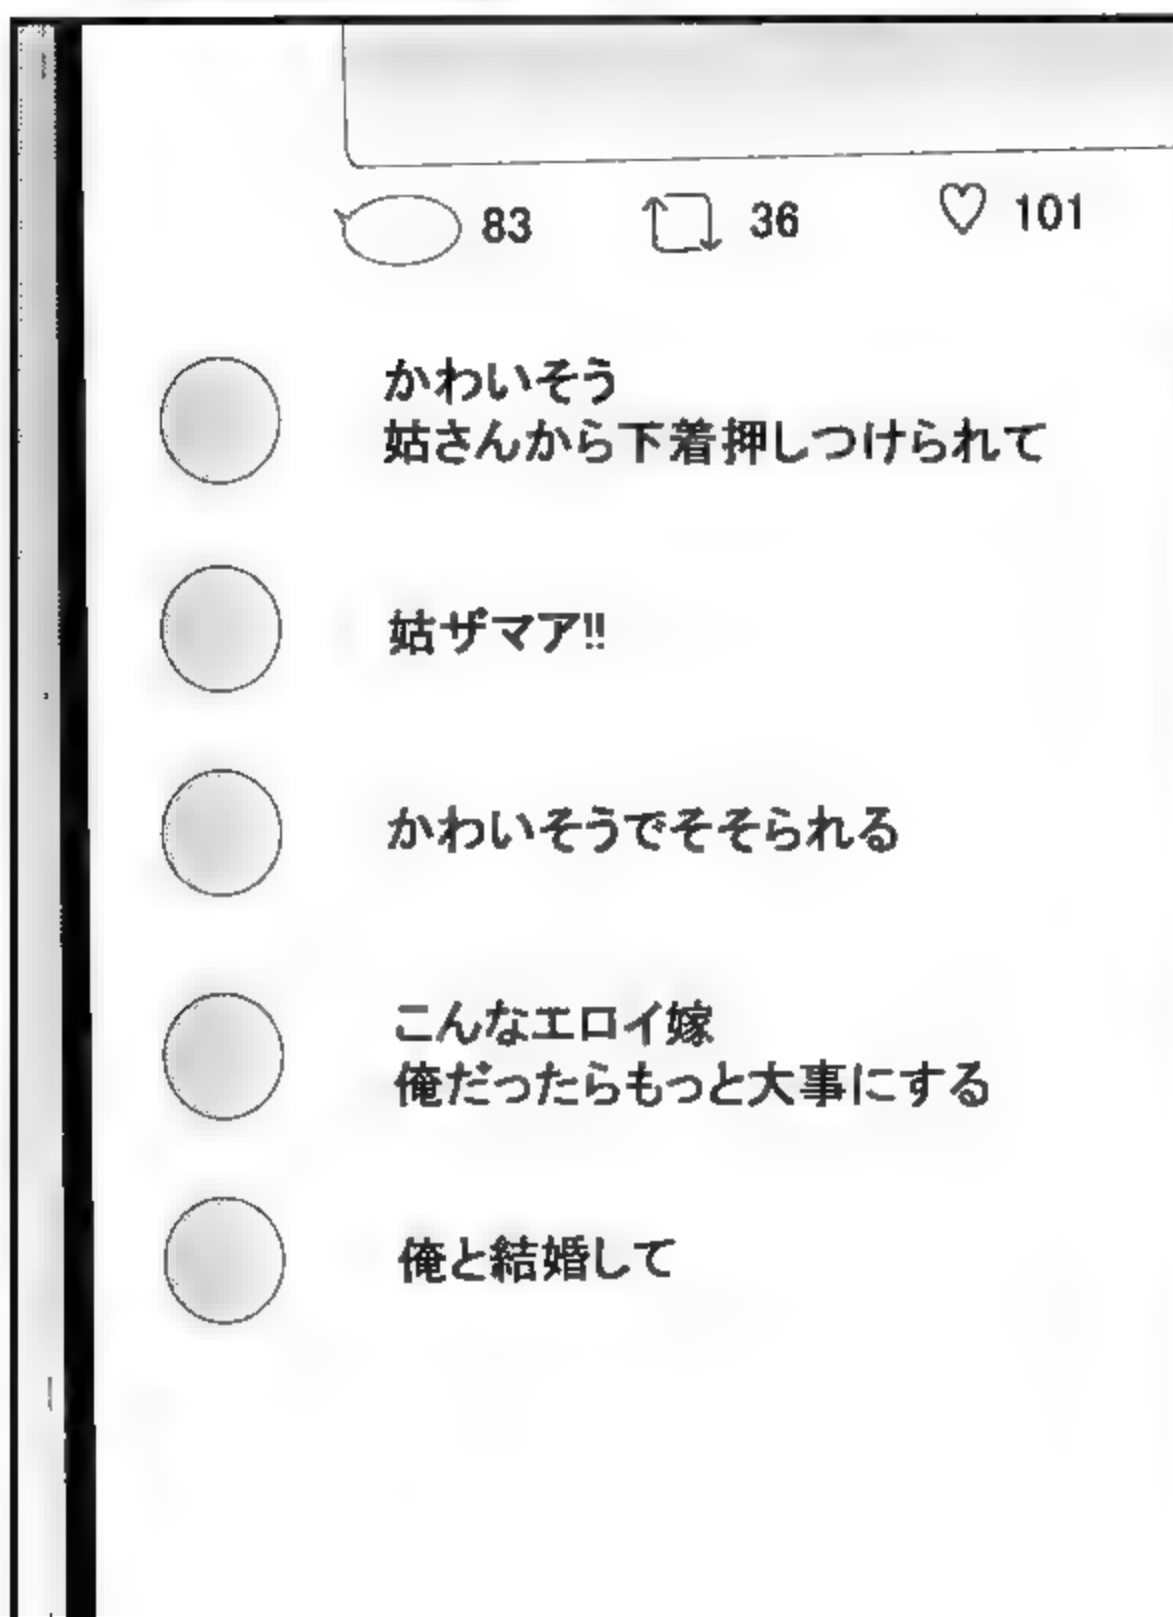 83 36 101
かわいそう
姑さんから下着押しつけられて
姑ザマア!!
かわいそうでそそられる
こんなエロイ嫁
俺だったらもっと大事にする
俺と結婚して